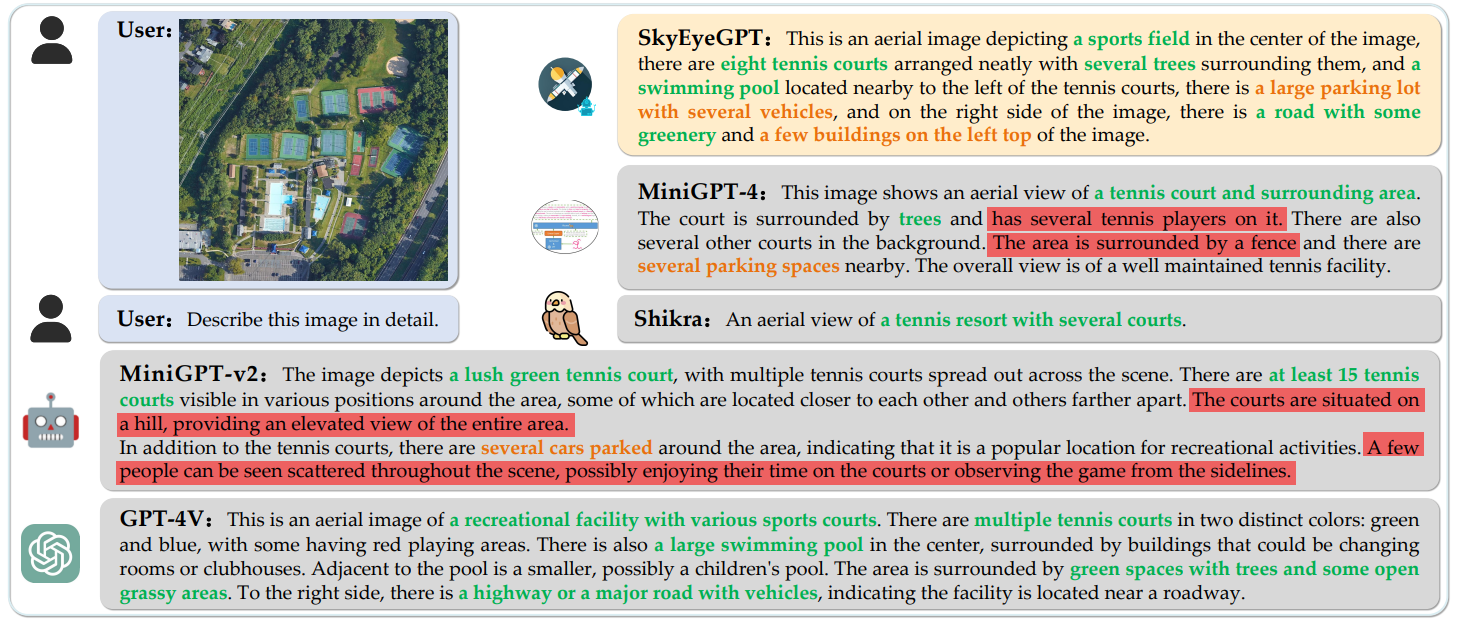 User:
SkyEyeGPT: This is an aerial image depicting a sports field in the center of the image,
there are eight tennis courts arranged neatly with several trees surrounding them, and a
swimming pool located nearby to the left of the tennis courts, there is a large parking lot
with several vehicles, and on the right side of the image, there is a road with some
greenery and a few buildings on the left top of the image.
MiniGPT-4: This image shows an aerial view of a tennis court and surrounding area.
The court is surrounded by trees and has several tennis players on it. There are also
several other courts in the background. The area is surrounded by a fence and there are
several parking spaces nearby. The overall view is of a well maintained tennis facility.
User: Describe this image in detail.
Shikra: An aerial view of a tennis resort with several courts.
MiniGPT-v2: The image depicts a lush green tennis court, with multiple tennis courts spread out across the scene. There are at least 15 tennis
courts visible in various positions around the area, some of which are located closer to each other and others farther apart. The courts are situated on
a hill, providing an elevated view of the entire area.
In addition to the tennis courts, there are several cars parked around the area, indicating that it is a popular location for recreational activities. A few
people can be seen scattered throughout the scene, possibly enjoying their time on the courts or observing the game from the sidelines.
GPT-4V: This is an aerial image of a recreational facility with various sports courts. There are multiple tennis courts in two distinct colors: green
and blue, with some having red playing areas. There is also a large swimming pool in the center, surrounded by buildings that could be changing
rooms or clubhouses. Adjacent to the pool is a smaller, possibly a children's pool. The area is surrounded by green spaces with trees and some open
grassy areas. To the right side, there is a highway or a major road with vehicles, indicating the facility is located near a roadway.